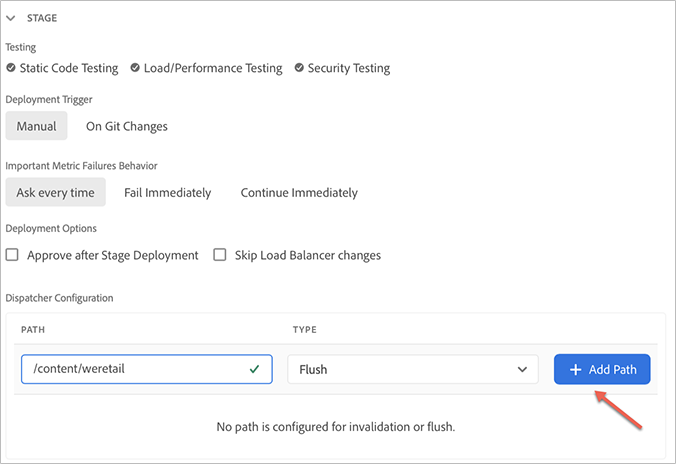 STAGE
Testing
Static Code Testing Load/Performance Testing Security Testing
Deployment Trigger
Manual On Git Changes
Important Metric Failures Behavior
Ask every time Fail Immediately Continue Immediately
Deployment Options
Approve after Stage Deployment Skip Load Balancer changes
Dispatcher Configuration
PATH TYPE
/content/weretail Flush + Add Path
No path is configured for invalidation or flush.